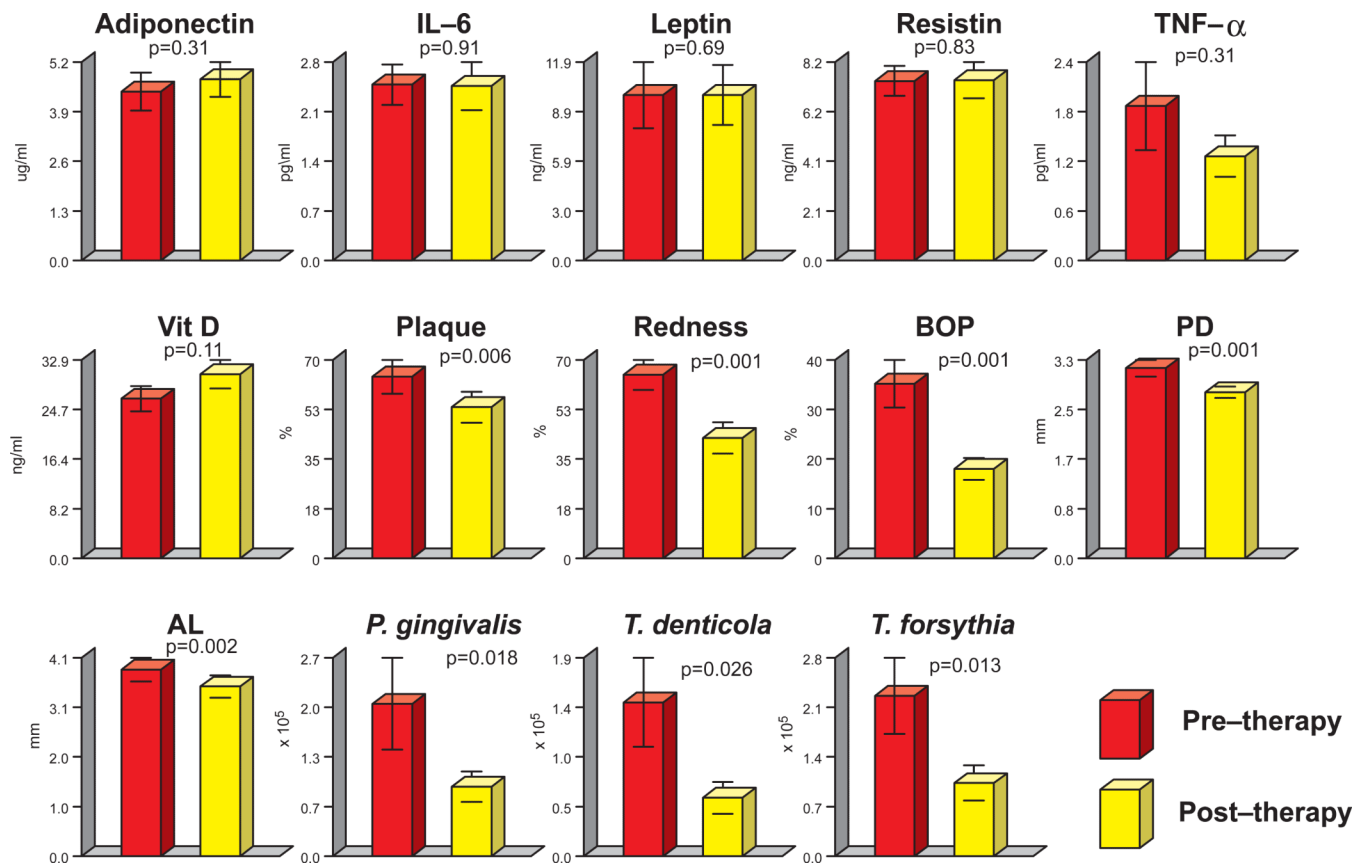 Adiponectin
p=0.31
5.2
3.9
2.6
1.3
0.0
ug/ml
IL–6
p=0.91
2.8
2.1
1.4
0.7
0.0
pg\ml
Leptin
p=0.69
11.9
8.9
5.9
3.0
0.0
ng/ml
Resistin
p=0.83
8.2
6.2
4.1
2.1
0.0
ng/ml
TNF–α
p=0.31
2.4
1.8
1.2
0.6
0.0
pg\ml
Vit D
p=0.11
32.9
24.7
16.4
8.2
0.0
ng/ml
Plaque
p=0.006
70
53
35
18
0
%
Redness
p=0.001
70
53
35
18
0
%
BOP
p=0.001
40
30
20
10
0
%
PD
p=0.001
3.3
2.5
1.7
0.8
0.0
mm
AL
p=0.002
4.1
3.1
2.0
1.0
0.0
mm
P. gingivalis
p=0.018
2.7
2.0
1.3
0.7
0.0
x 10⁵
T. denticola
p=0.026
1.9
1.4
1.0
0.5
0.0
x 10⁵
T. forsythia
p=0.013
2.8
2.1
1.4
0.7
0.0
x 10⁵
Pre–therapy
Post–therapy